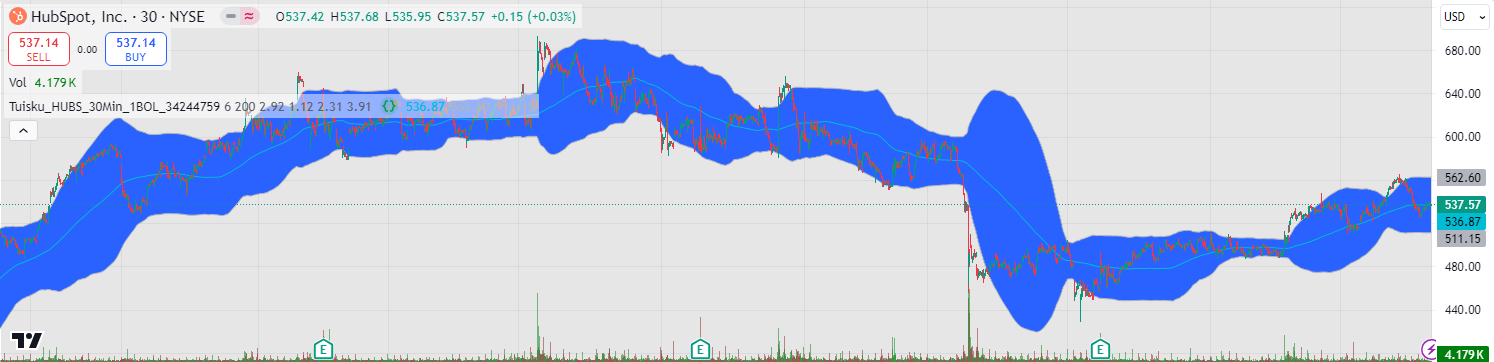 HubSpot, Inc. · 30 · NYSE O537.42 H537.68 L535.95 C537.57 +0.15 (+0.03%)
USD
537.14 SELL 0.00 537.14 BUY
Vol 4.179 K
Tuisku_HUBS_30Min_1BOL_34244759 6 200 2.92 1.12 2.31 3.91 {} 536.87
680.00
640.00
600.00
562.60
537.57
536.87
511.15
480.00
440.00
4.179 K
E E E